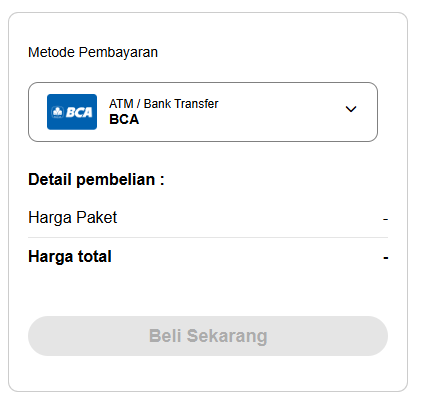 Metode Pembayaran
BCA
ATM / Bank Transfer
BCA
Detail pembelian :
Harga Paket -
Harga total -
Beli Sekarang